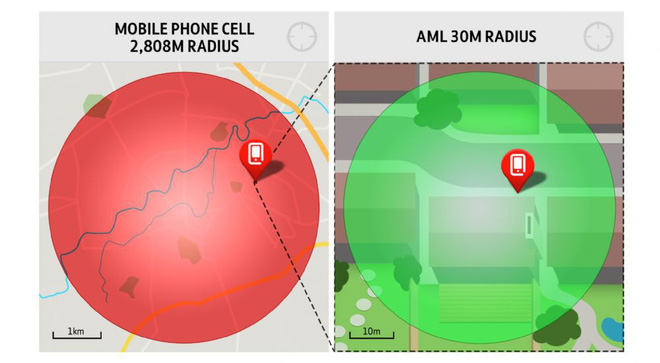 MOBILE PHONE CELL
2,808M RADIUS
AML 30M RADIUS
1km
10m